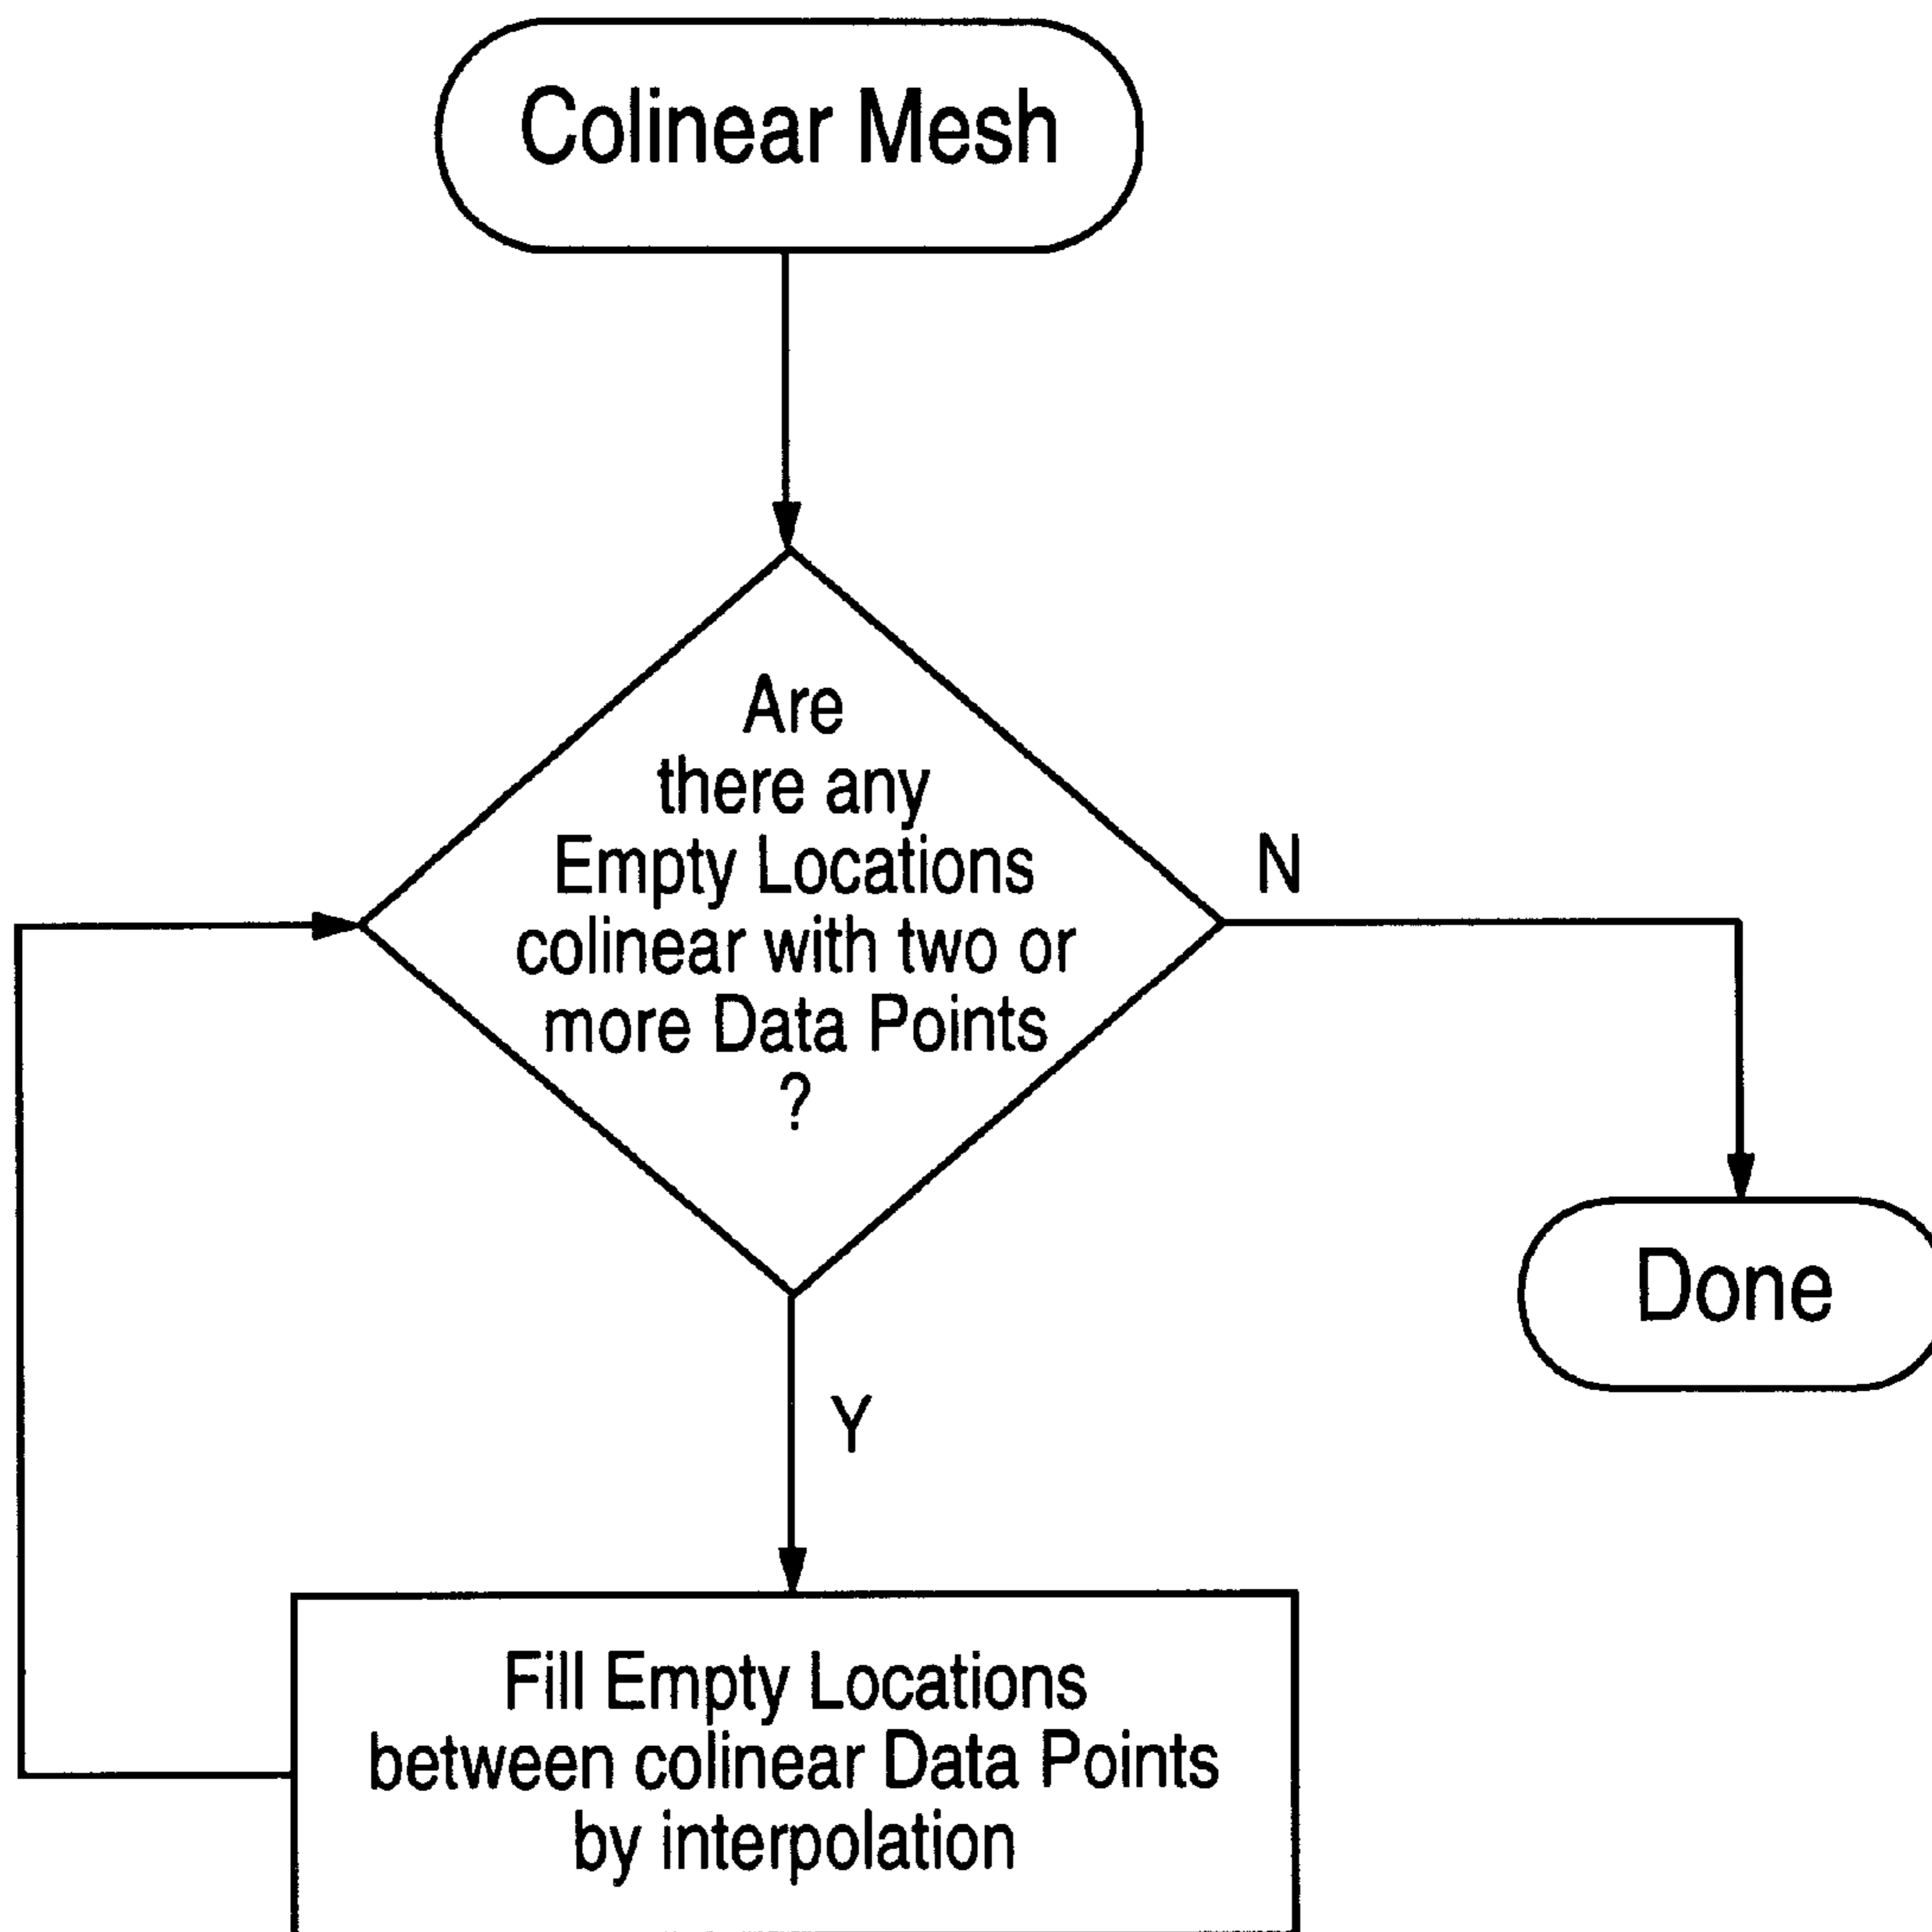 Colinear Mesh
Are
there any
Empty Locations
colinear with two or
more Data Points
?
N
Done
Y
Fill Empty Locations
between colinear Data Points
by interpolation